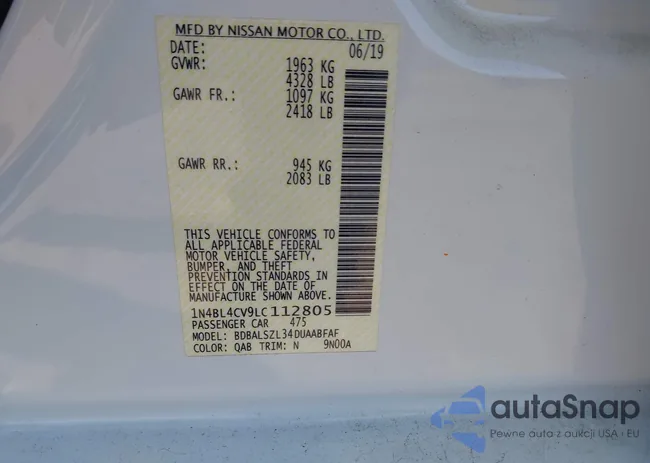 MFD BY NISSAN MOTOR CO., LTD.
DATE: 06/19
GVWR: 1963 KG
4328 LB
GAWR FR.: 1097 KG
2418 LB
GAWR RR.: 945 KG
2083 LB
THIS VEHICLE CONFORMS TO
ALL APPLICABLE FEDERAL
MOTOR VEHICLE SAFETY,
BUMPER, AND THEFT
PREVENTION STANDARDS IN
EFFECT ON THE DATE OF
MANUFACTURE SHOWN ABOVE.
1N4BL4CV9LC112805
PASSENGER CAR 475
MODEL: BDBALSZL34DUAABFAF
COLOR: QAB TRIM: N 9N00A
autoSnap
Pewne auta z aukcji USA i EU